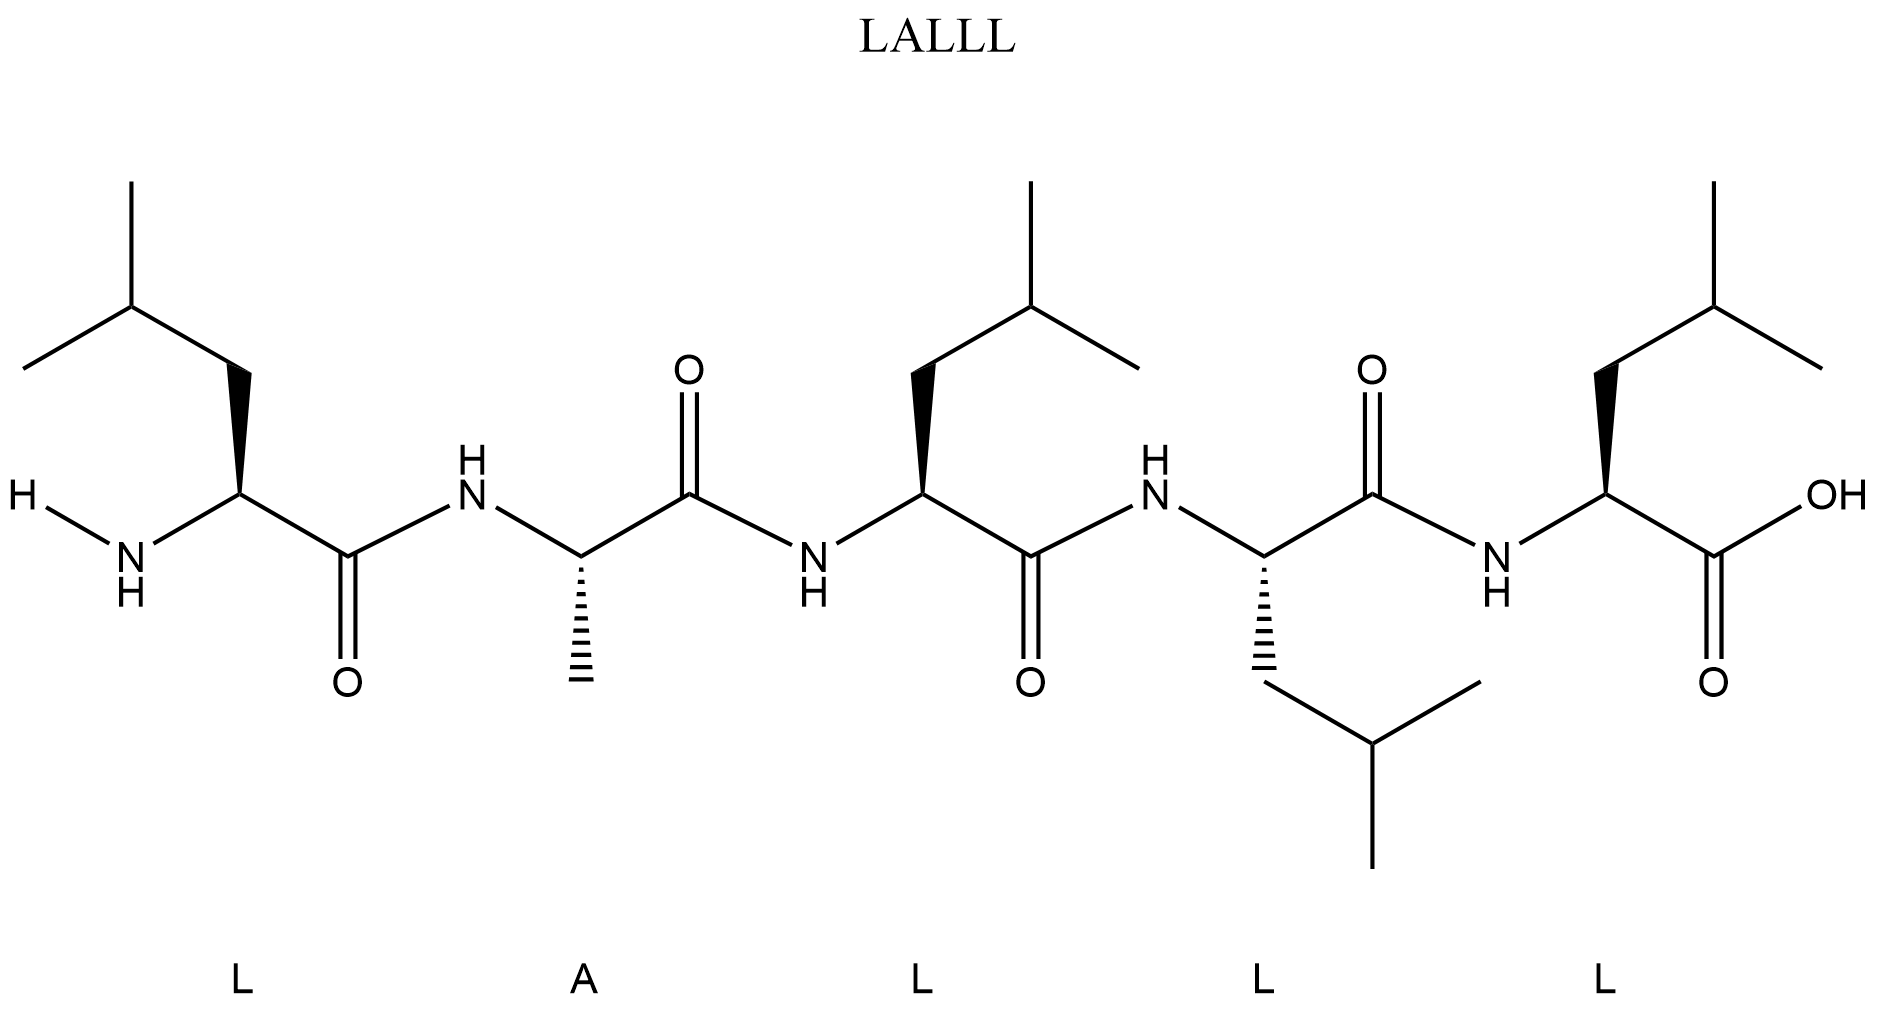 LALLL
O O
H H
H N N OH
N N N
H H H
O O O
L A L L L